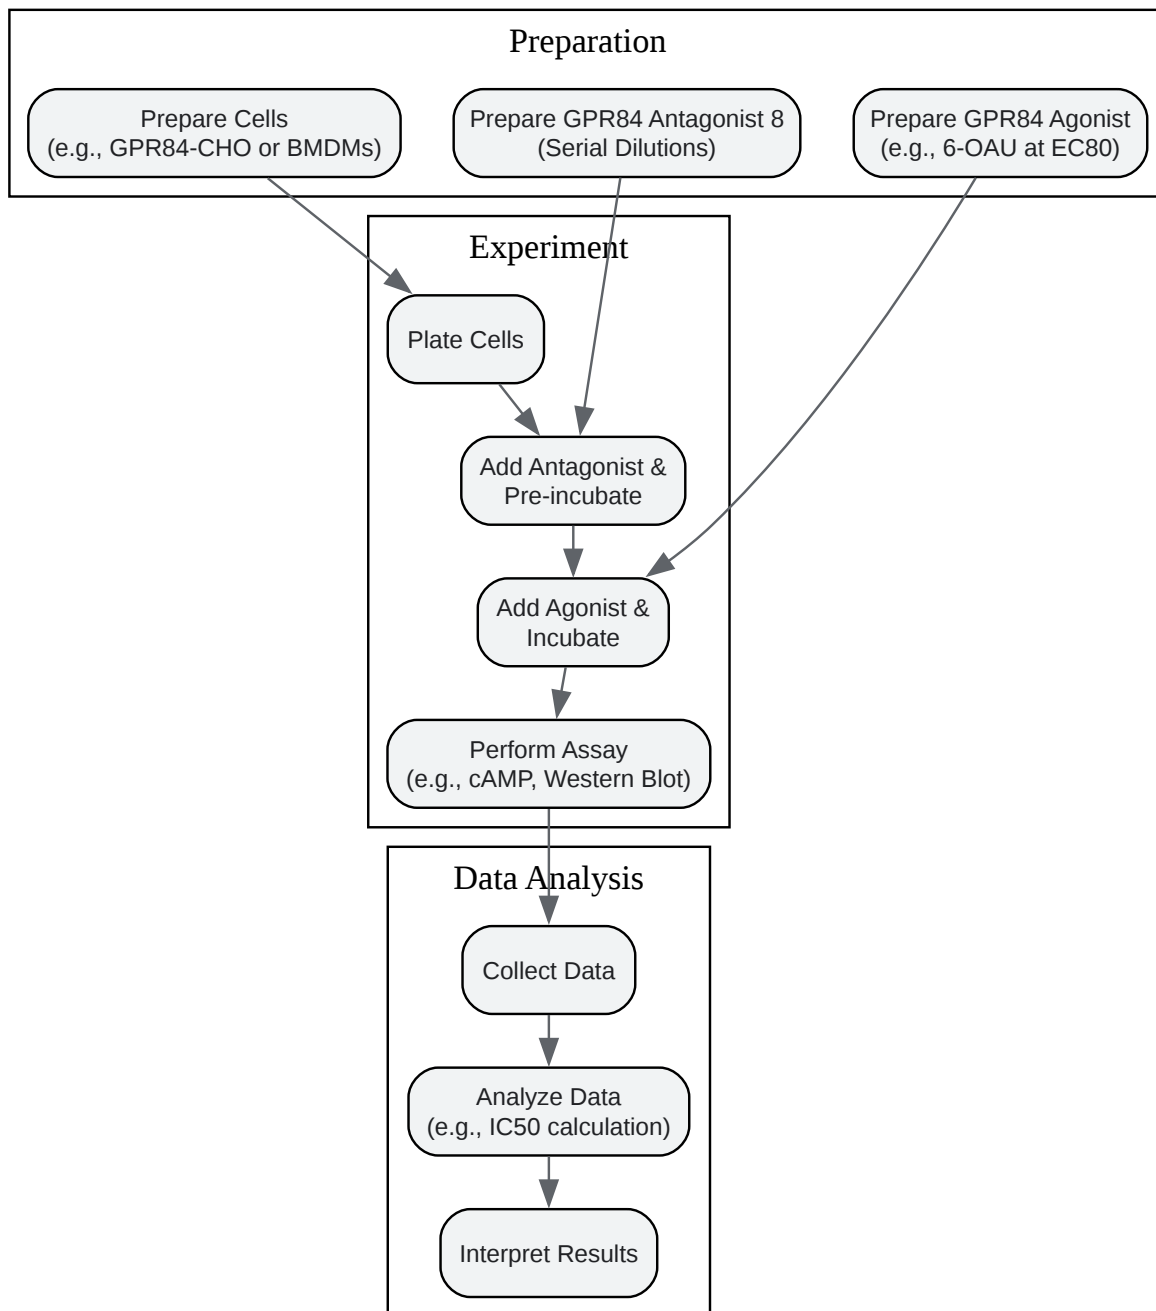 Preparation
Prepare Cells
(e.g., GPR84-CHO or BMDMs)
Prepare GPR84 Antagonist 8
(Serial Dilutions)
Prepare GPR84 Agonist
(e.g., 6-OAU at EC80)
Experiment
Plate Cells
Add Antagonist &
Pre-incubate
Add Agonist &
Incubate
Perform Assay
(e.g., cAMP, Western Blot)
Data Analysis
Collect Data
Analyze Data
(e.g., IC50 calculation)
Interpret Results